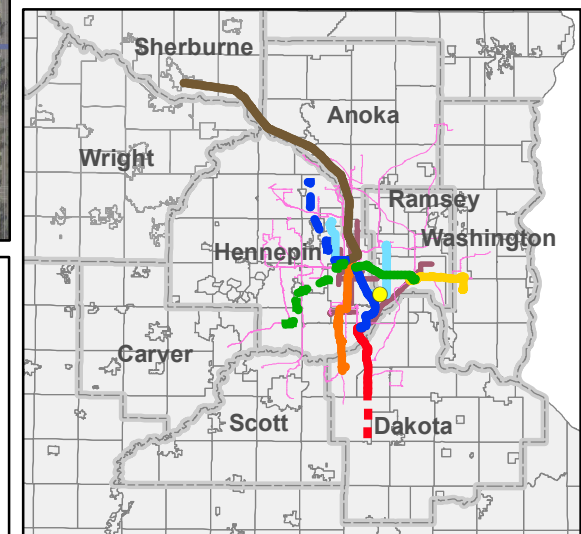 Sherburne
Anoka
Wright
Ramsey
Washington
Hennepin
Carver
Scott
Dakota